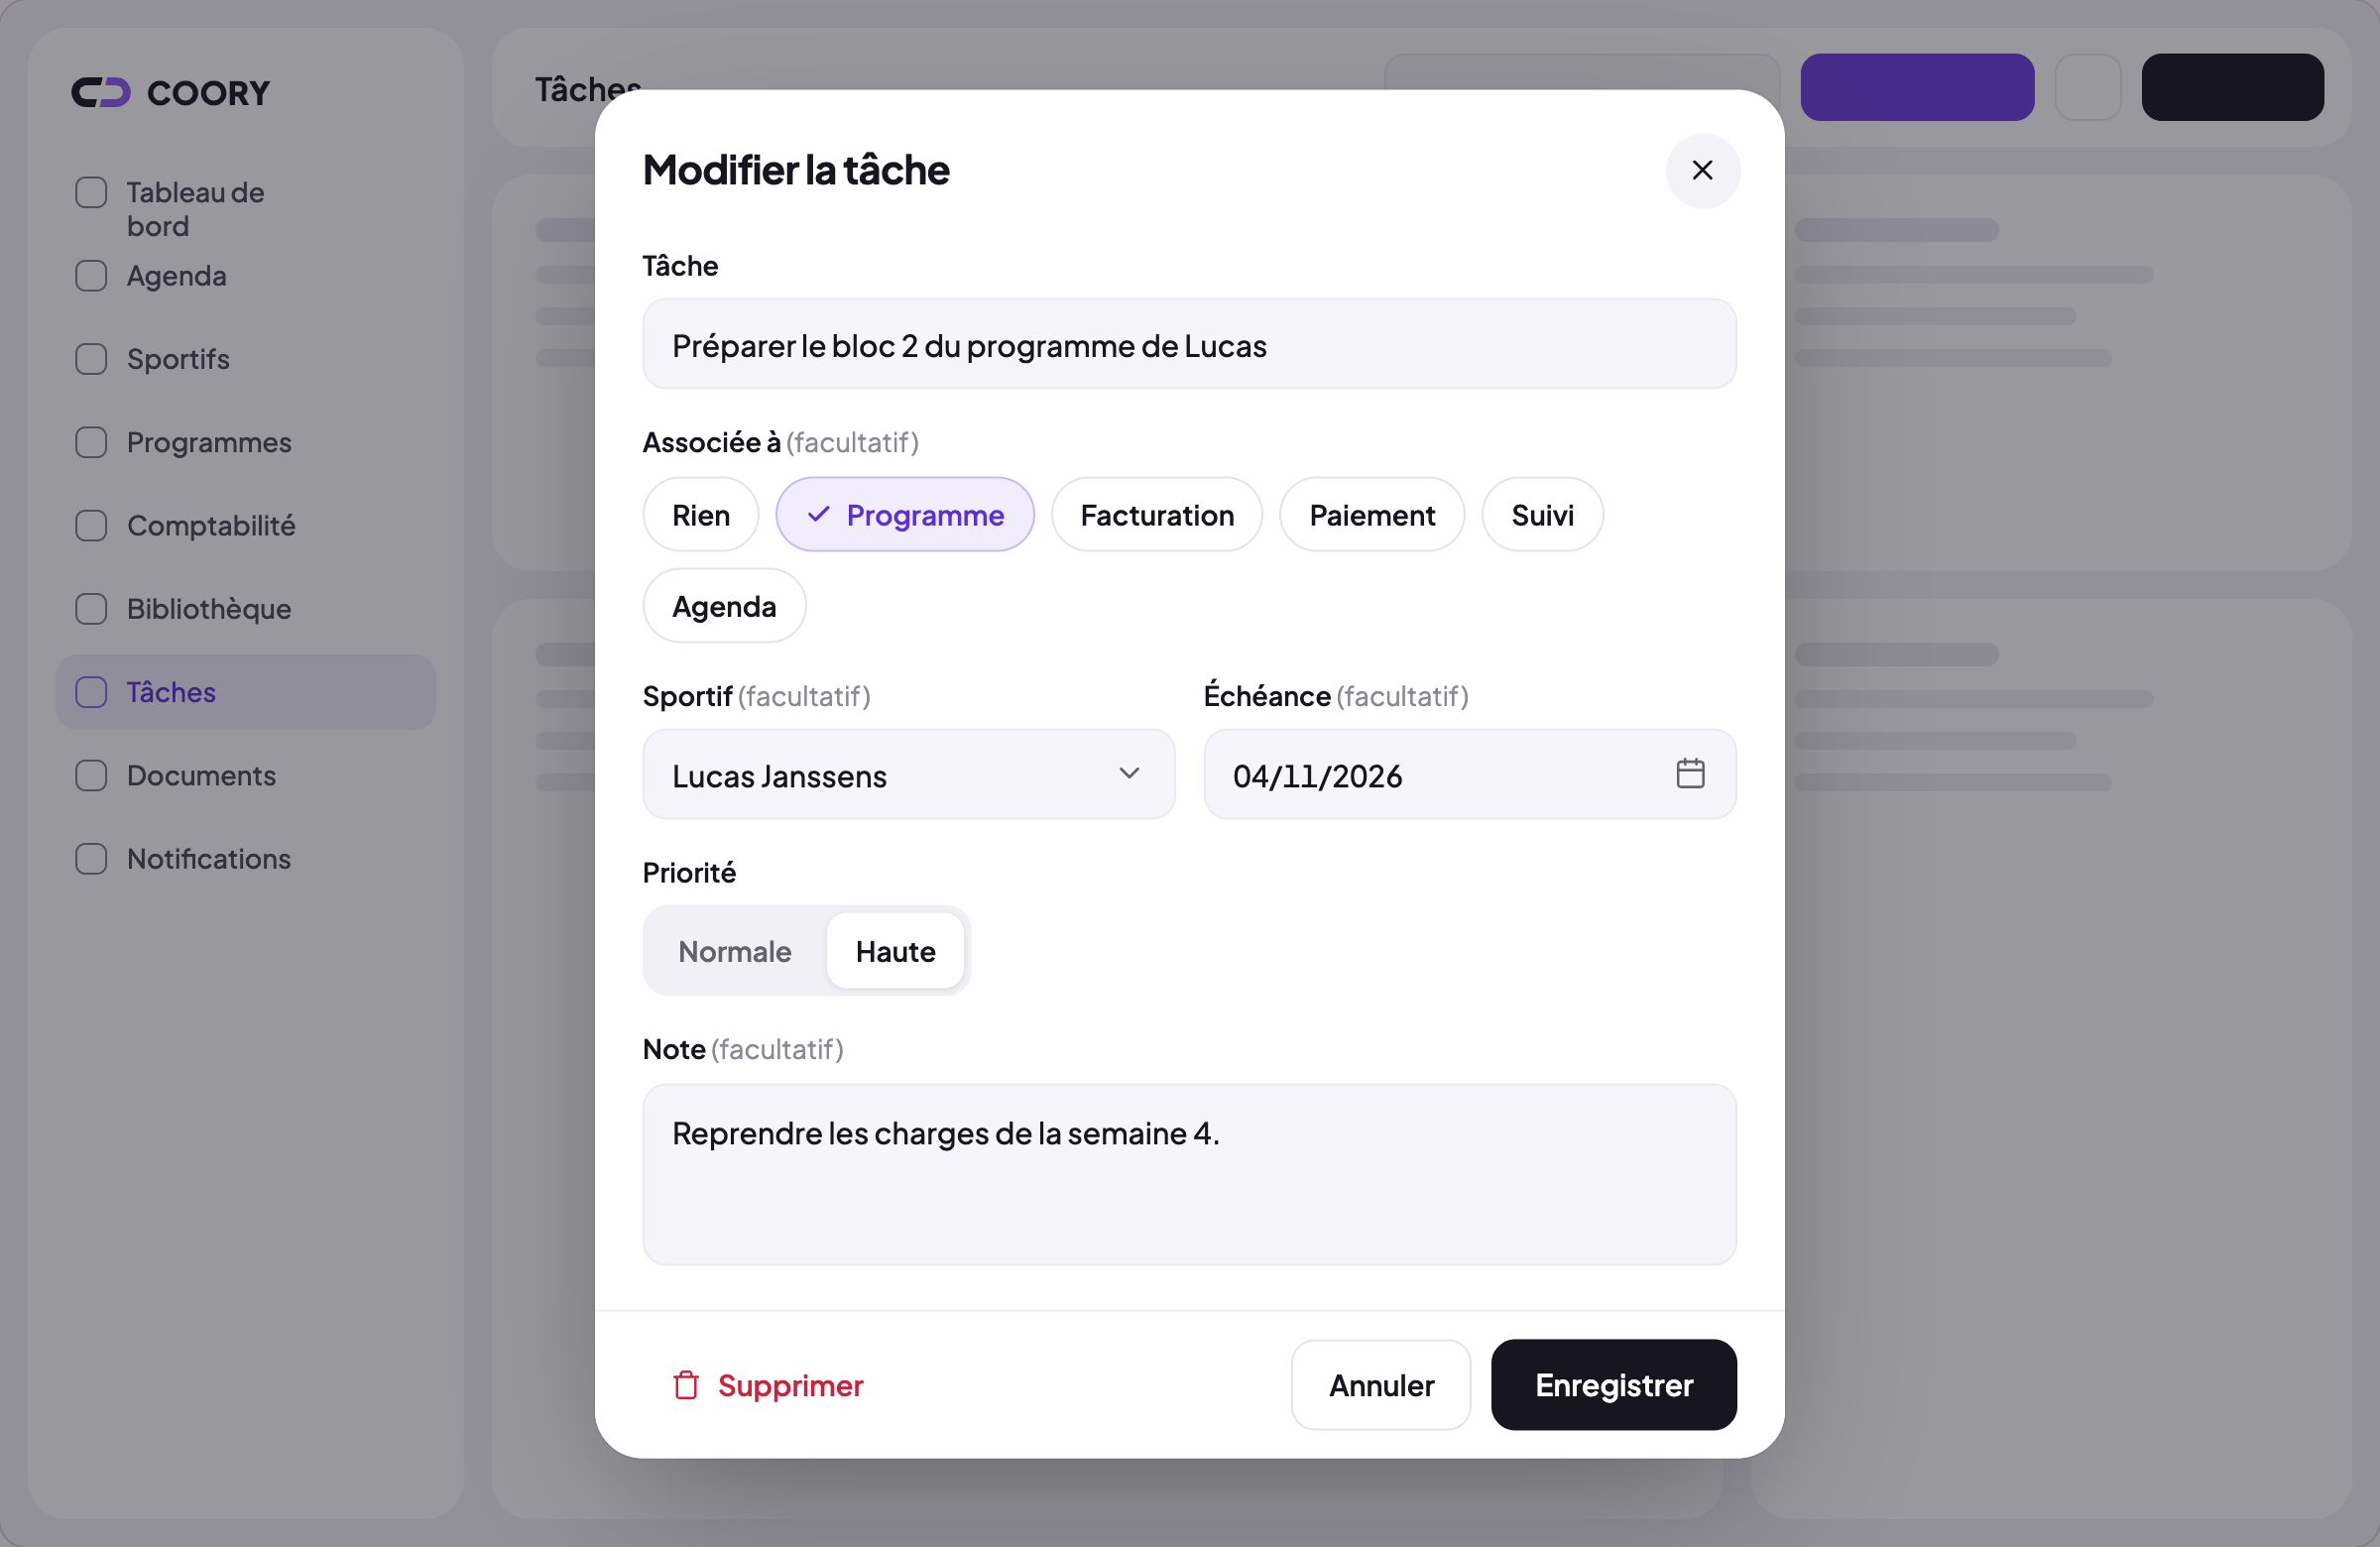 COORY
Tableau de
bord
Agenda
Sportifs
Programmes
Comptabilité
Bibliothèque
Tâches
Documents
Notifications
Tâches
Modifier la tâche
Tâche
Préparer le bloc 2 du programme de Lucas
Associée à (facultatif)
Rien Programme Facturation Paiement Suivi
Agenda
Sportif (facultatif) Échéance (facultatif)
Lucas Janssens 04/11/2026
Priorité
Normale Haute
Note (facultatif)
Reprendre les charges de la semaine 4.
Supprimer Annuler Enregistrer